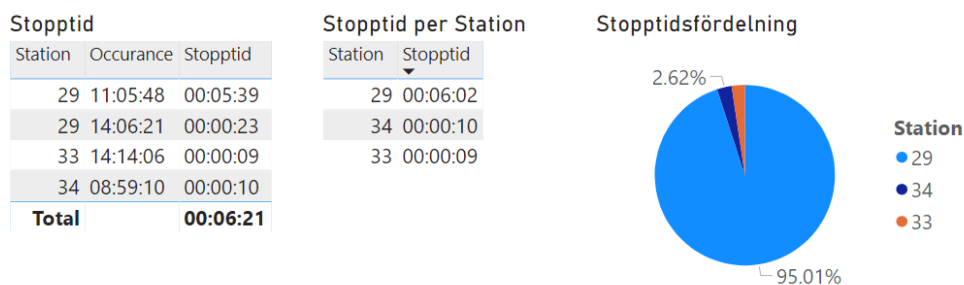 Stopptid
Station Occurance Stopptid
29 11:05:48 00:05:39
29 14:06:21 00:00:23
33 14:14:06 00:00:09
34 08:59:10 00:00:10
Total 00:06:21
Stopptid per Station
Station Stopptid
29 00:06:02
34 00:00:10
33 00:00:09
Stopptidsfördelning
2.62%
95.01%
Station
29
34
33